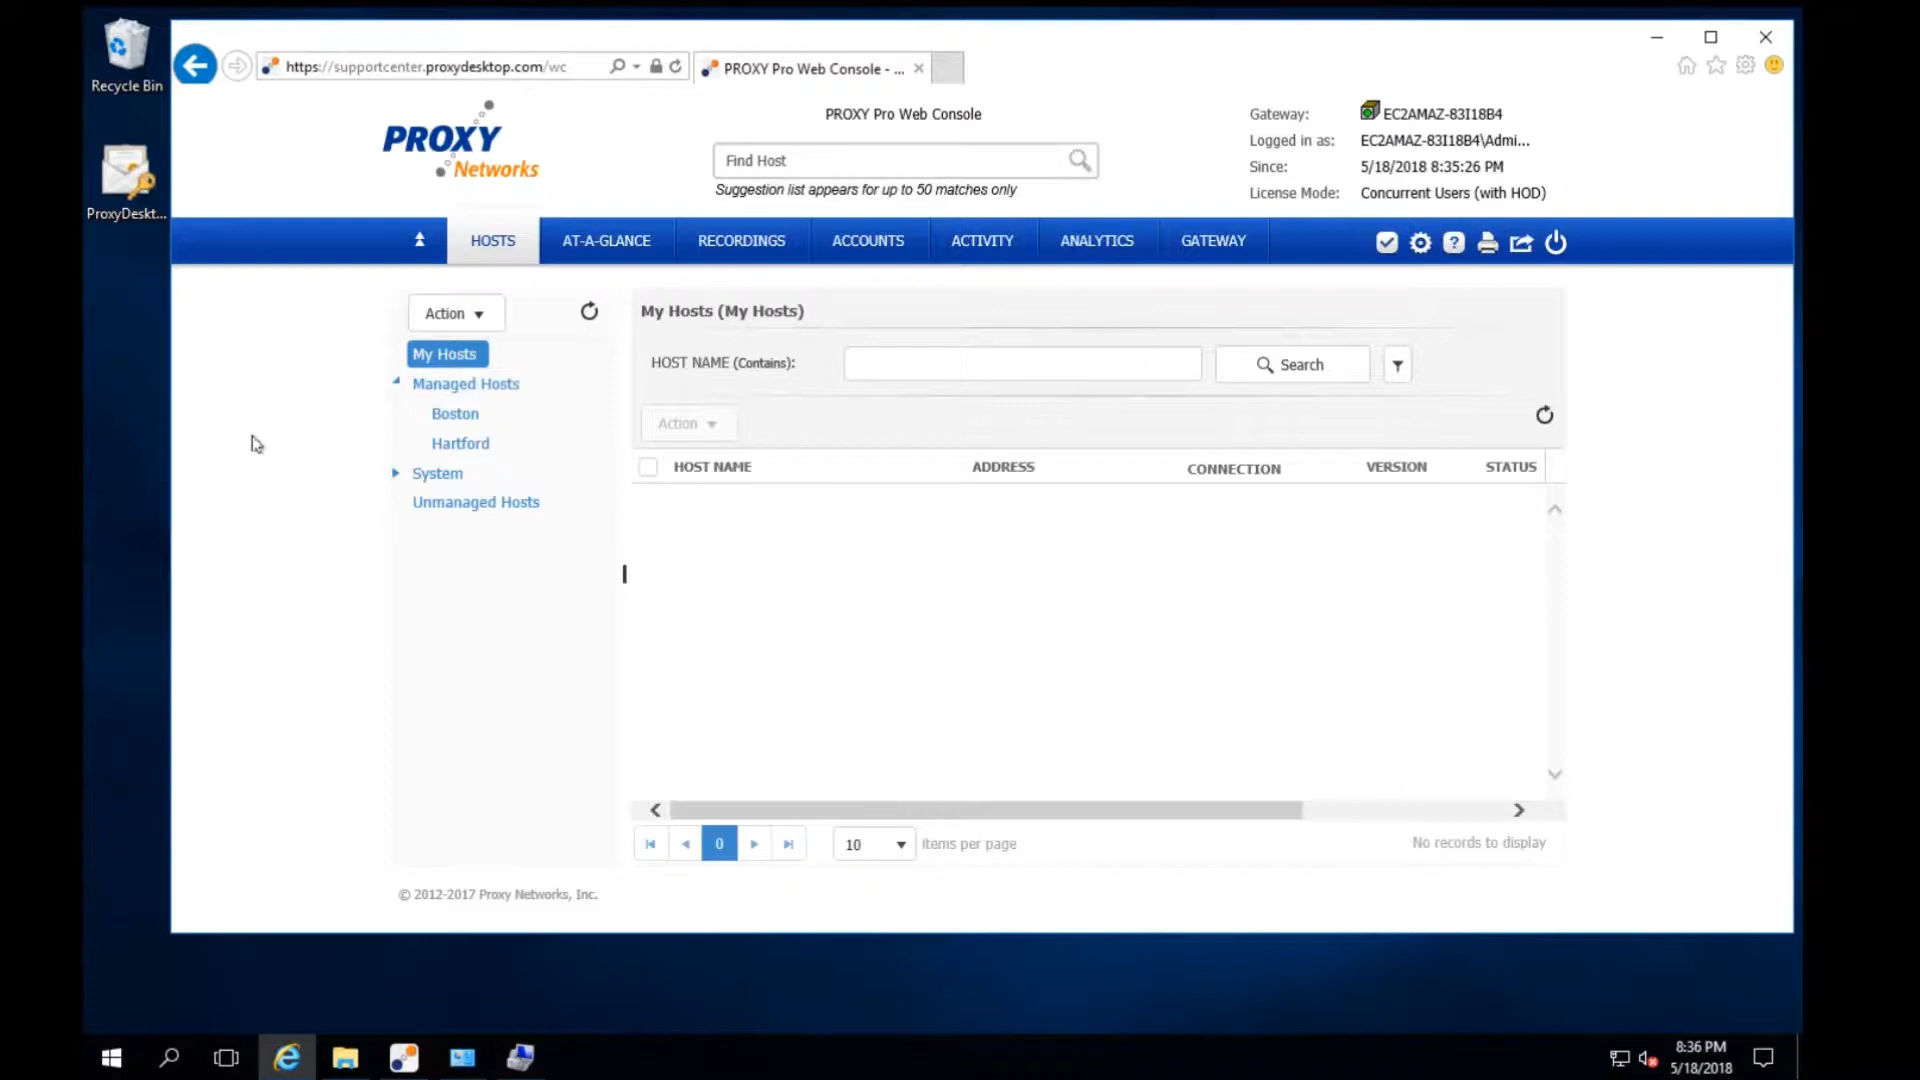 Recycle Bin
ProxyDeskt...
https://supportcenter.proxydesktop.com/wc
PROXY Pro Web Console - ...
PROXY
Networks
PROXY Pro Web Console
Find Host
Suggestion list appears for up to 50 matches only
Gateway: EC2AMAZ-83I18B4
Logged in as: EC2AMAZ-83I18B4\Admi...
Since: 5/18/2018 8:35:26 PM
License Mode: Concurrent Users (with HOD)
HOSTS AT-A-GLANCE RECORDINGS ACCOUNTS ACTIVITY ANALYTICS GATEWAY
Action
My Hosts
Managed Hosts
Boston
Hartford
System
Unmanaged Hosts
My Hosts (My Hosts)
HOST NAME (Contains): Search
Action
HOST NAME ADDRESS CONNECTION VERSION STATUS
0 10 items per page No records to display
© 2012-2017 Proxy Networks, Inc.
8:36 PM
5/18/2018